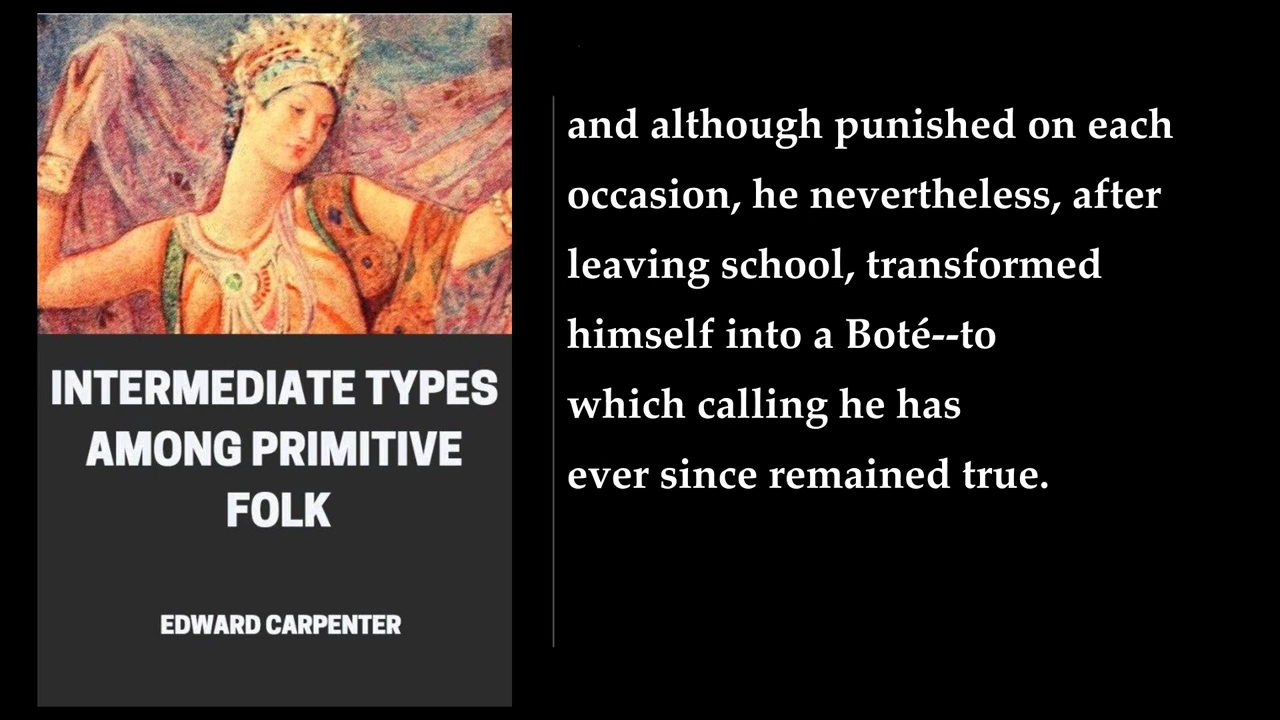 INTERMEDIATE TYPES
AMONG PRIMITIVE
FOLK
EDWARD CARPENTER
and although punished on each
occasion, he nevertheless, after
leaving school, transformed
himself into a Boté--to
which calling he has
ever since remained true.